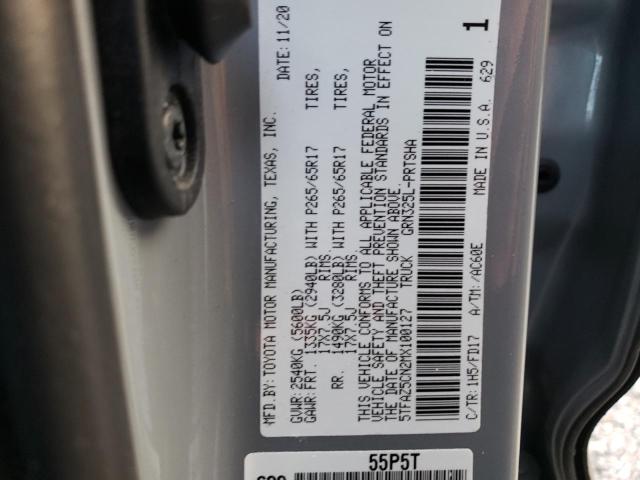 MFD.BY: TOYOTA MOTOR MANUFACTURING, TEXAS, INC. DATE: 11/20
GVWR: 2540KG (5600LB)
GAWR: FRT. 1335KG (2940LB) WITH P265/65R17 TIRES,
17X7.5J RIMS.
RR. 1490KG (3280LB) WITH P265/65R17 TIRES,
17X7.5J RIMS.
THIS VEHICLE CONFORMS TO ALL APPLICABLE FEDERAL MOTOR
VEHICLE SAFETY AND THEFT PREVENTION STANDARDS IN EFFECT ON
THE DATE OF MANUFACTURE SHOWN ABOVE.
5TFAZ5CN2MX100127 TRUCK GRN325L-PRTSHA
C/TR: 1H5/FD17 A/TM: /AC60E
MADE IN U.S.A. 629
1
55P5T